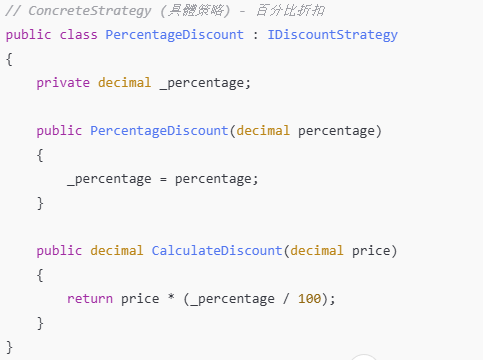 // ConcreteStrategy (具體策略) - 百分比折扣
public class PercentageDiscount : IDiscountStrategy
{
    private decimal _percentage;

    public PercentageDiscount(decimal percentage)
    {
        _percentage = percentage;
    }

    public decimal CalculateDiscount(decimal price)
    {
        return price * (_percentage / 100);
    }
}